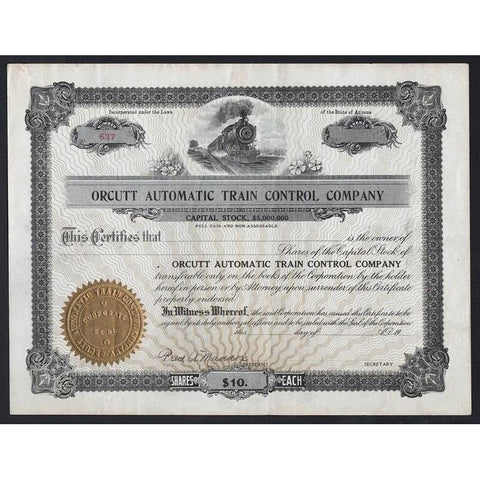 Incorporated under the Laws of the State of Arizona
637
ORCUTT AUTOMATIC TRAIN CONTROL COMPANY
CAPITAL STOCK, $5,000,000
FULL PAID AND NON-ASSESSABLE.
This Certifies that is the owner of
Shares of the Capital Stock of
ORCUTT AUTOMATIC TRAIN CONTROL COMPANY
transferable only on the books of the Corporation by the holder
hereof in person or by Attorney upon surrender of this Certificate
properly endorsed.
In Witness Whereof, the said Corporation has caused this Certificate to be
signed by its duly authorized officers and to be sealed with the Seal of the Corporation
this day of A.D. 19
PRESIDENT SECRETARY
CORPORATE
SEAL
SHARES $10. EACH